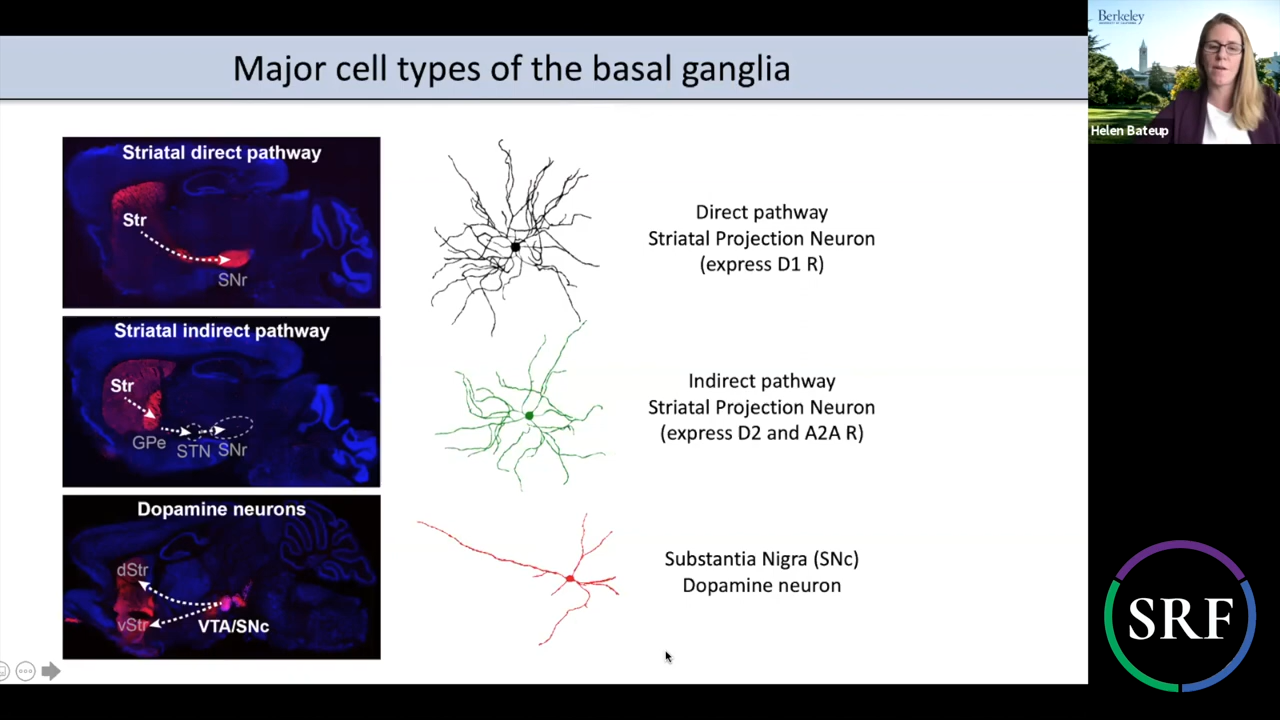 Major cell types of the basal ganglia
Striatal direct pathway
Str
SNr
Direct pathway
Striatal Projection Neuron
(express D1 R)
Striatal indirect pathway
Str
GPe
STN
SNr
Indirect pathway
Striatal Projection Neuron
(express D2 and A2A R)
Dopamine neurons
dStr
vStr
VTA/SNc
Substantia Nigra (SNc)
Dopamine neuron
Berkeley
Helen Bateup
SRF